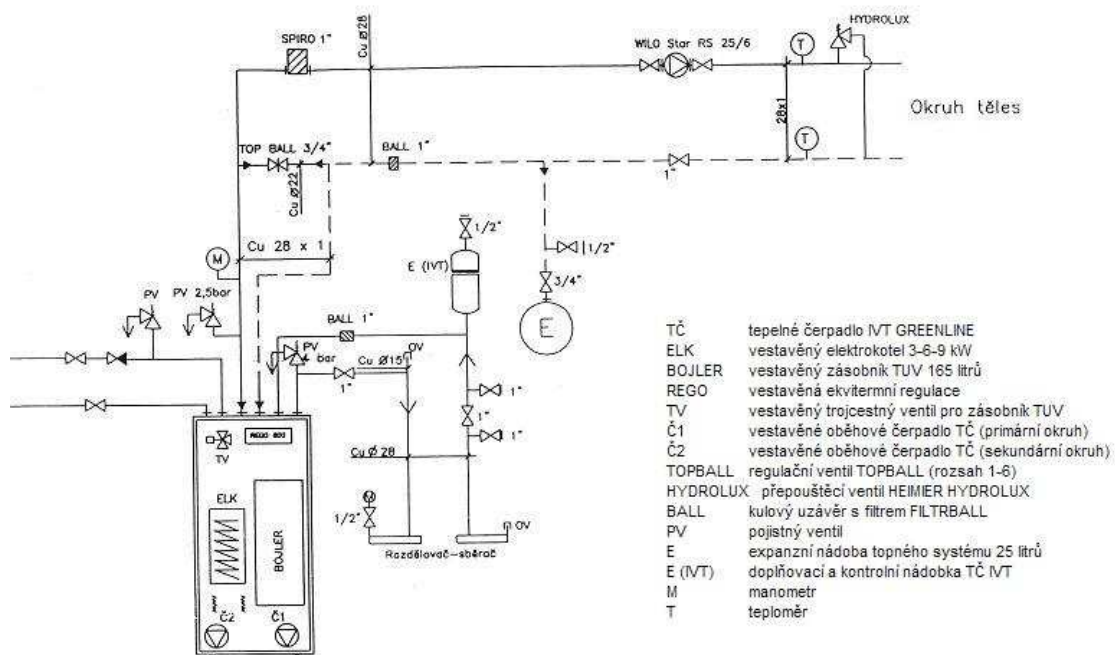 HYDROLUX
SPIRO 1"
Cu Ø28
WILO Star RS 25/6
T
28x1
Okruh těles
T
TOP BALL 3/4"
BALL 1"
1"
Cu Ø22
Cu 28 x 1
1/2"
1/2"
M
E (IVT)
3/4"
PV
PV 2,5bar
BALL 1"
E
PV
4 bar
OV
Cu Ø15
1"
1"
1"
1"
REGO 600
TV
Cu Ø 28
ELK
BOJLER
M
1/2"
OV
Rozdělovač-sběrač
Č2
Č1
TČ tepelné čerpadlo IVT GREENLINE
ELK vestavěný elektrokotel 3-6-9 kW
BOJLER vestavěný zásobník TUV 165 litrů
REGO vestavěná ekvitermní regulace
TV vestavěný trojcestný ventil pro zásobník TUV
Č1 vestavěné oběhové čerpadlo TČ (primární okruh)
Č2 vestavěné oběhové čerpadlo TČ (sekundární okruh)
TOPBALL regulační ventil TOPBALL (rozsah 1-6)
HYDROLUX přepouštěcí ventil HEIMIER HYDROLUX
BALL kulový uzávěr s filtrem FILTRBALL
PV pojistný ventil
E expanzní nádoba topného systému 25 litrů
E (IVT) doplňovací a kontrolní nádobka TČ IVT
M manometr
T teploměr